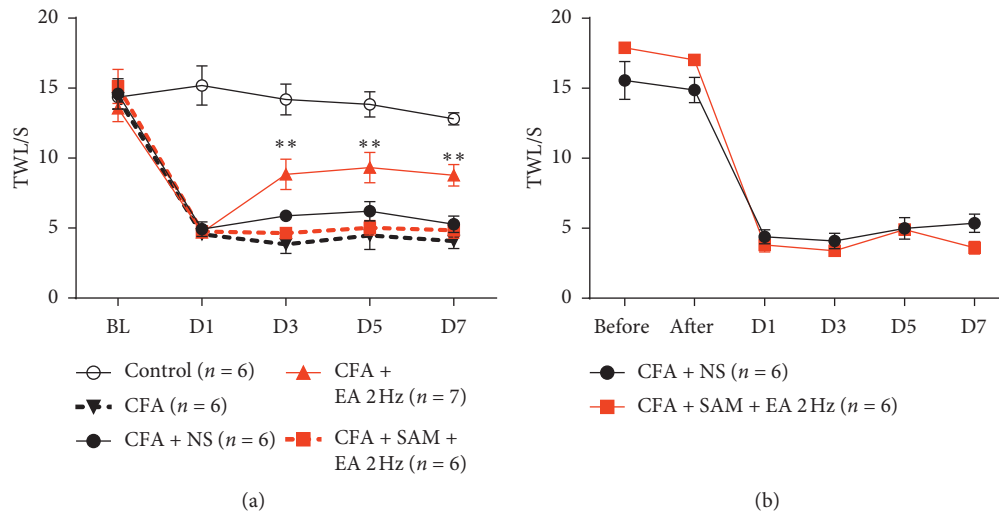 20
15
10
5
0
TWL/S
** ** **
BL D1 D3 D5 D7
Control (n = 6)
CFA (n = 6)
CFA + NS (n = 6)
CFA +
EA 2 Hz (n = 7)
CFA + SAM +
EA 2 Hz (n = 6)
(a)
20
15
10
5
0
TWL/S
Before After D1 D3 D5 D7
CFA + NS (n = 6)
CFA + SAM + EA 2 Hz (n = 6)
(b)